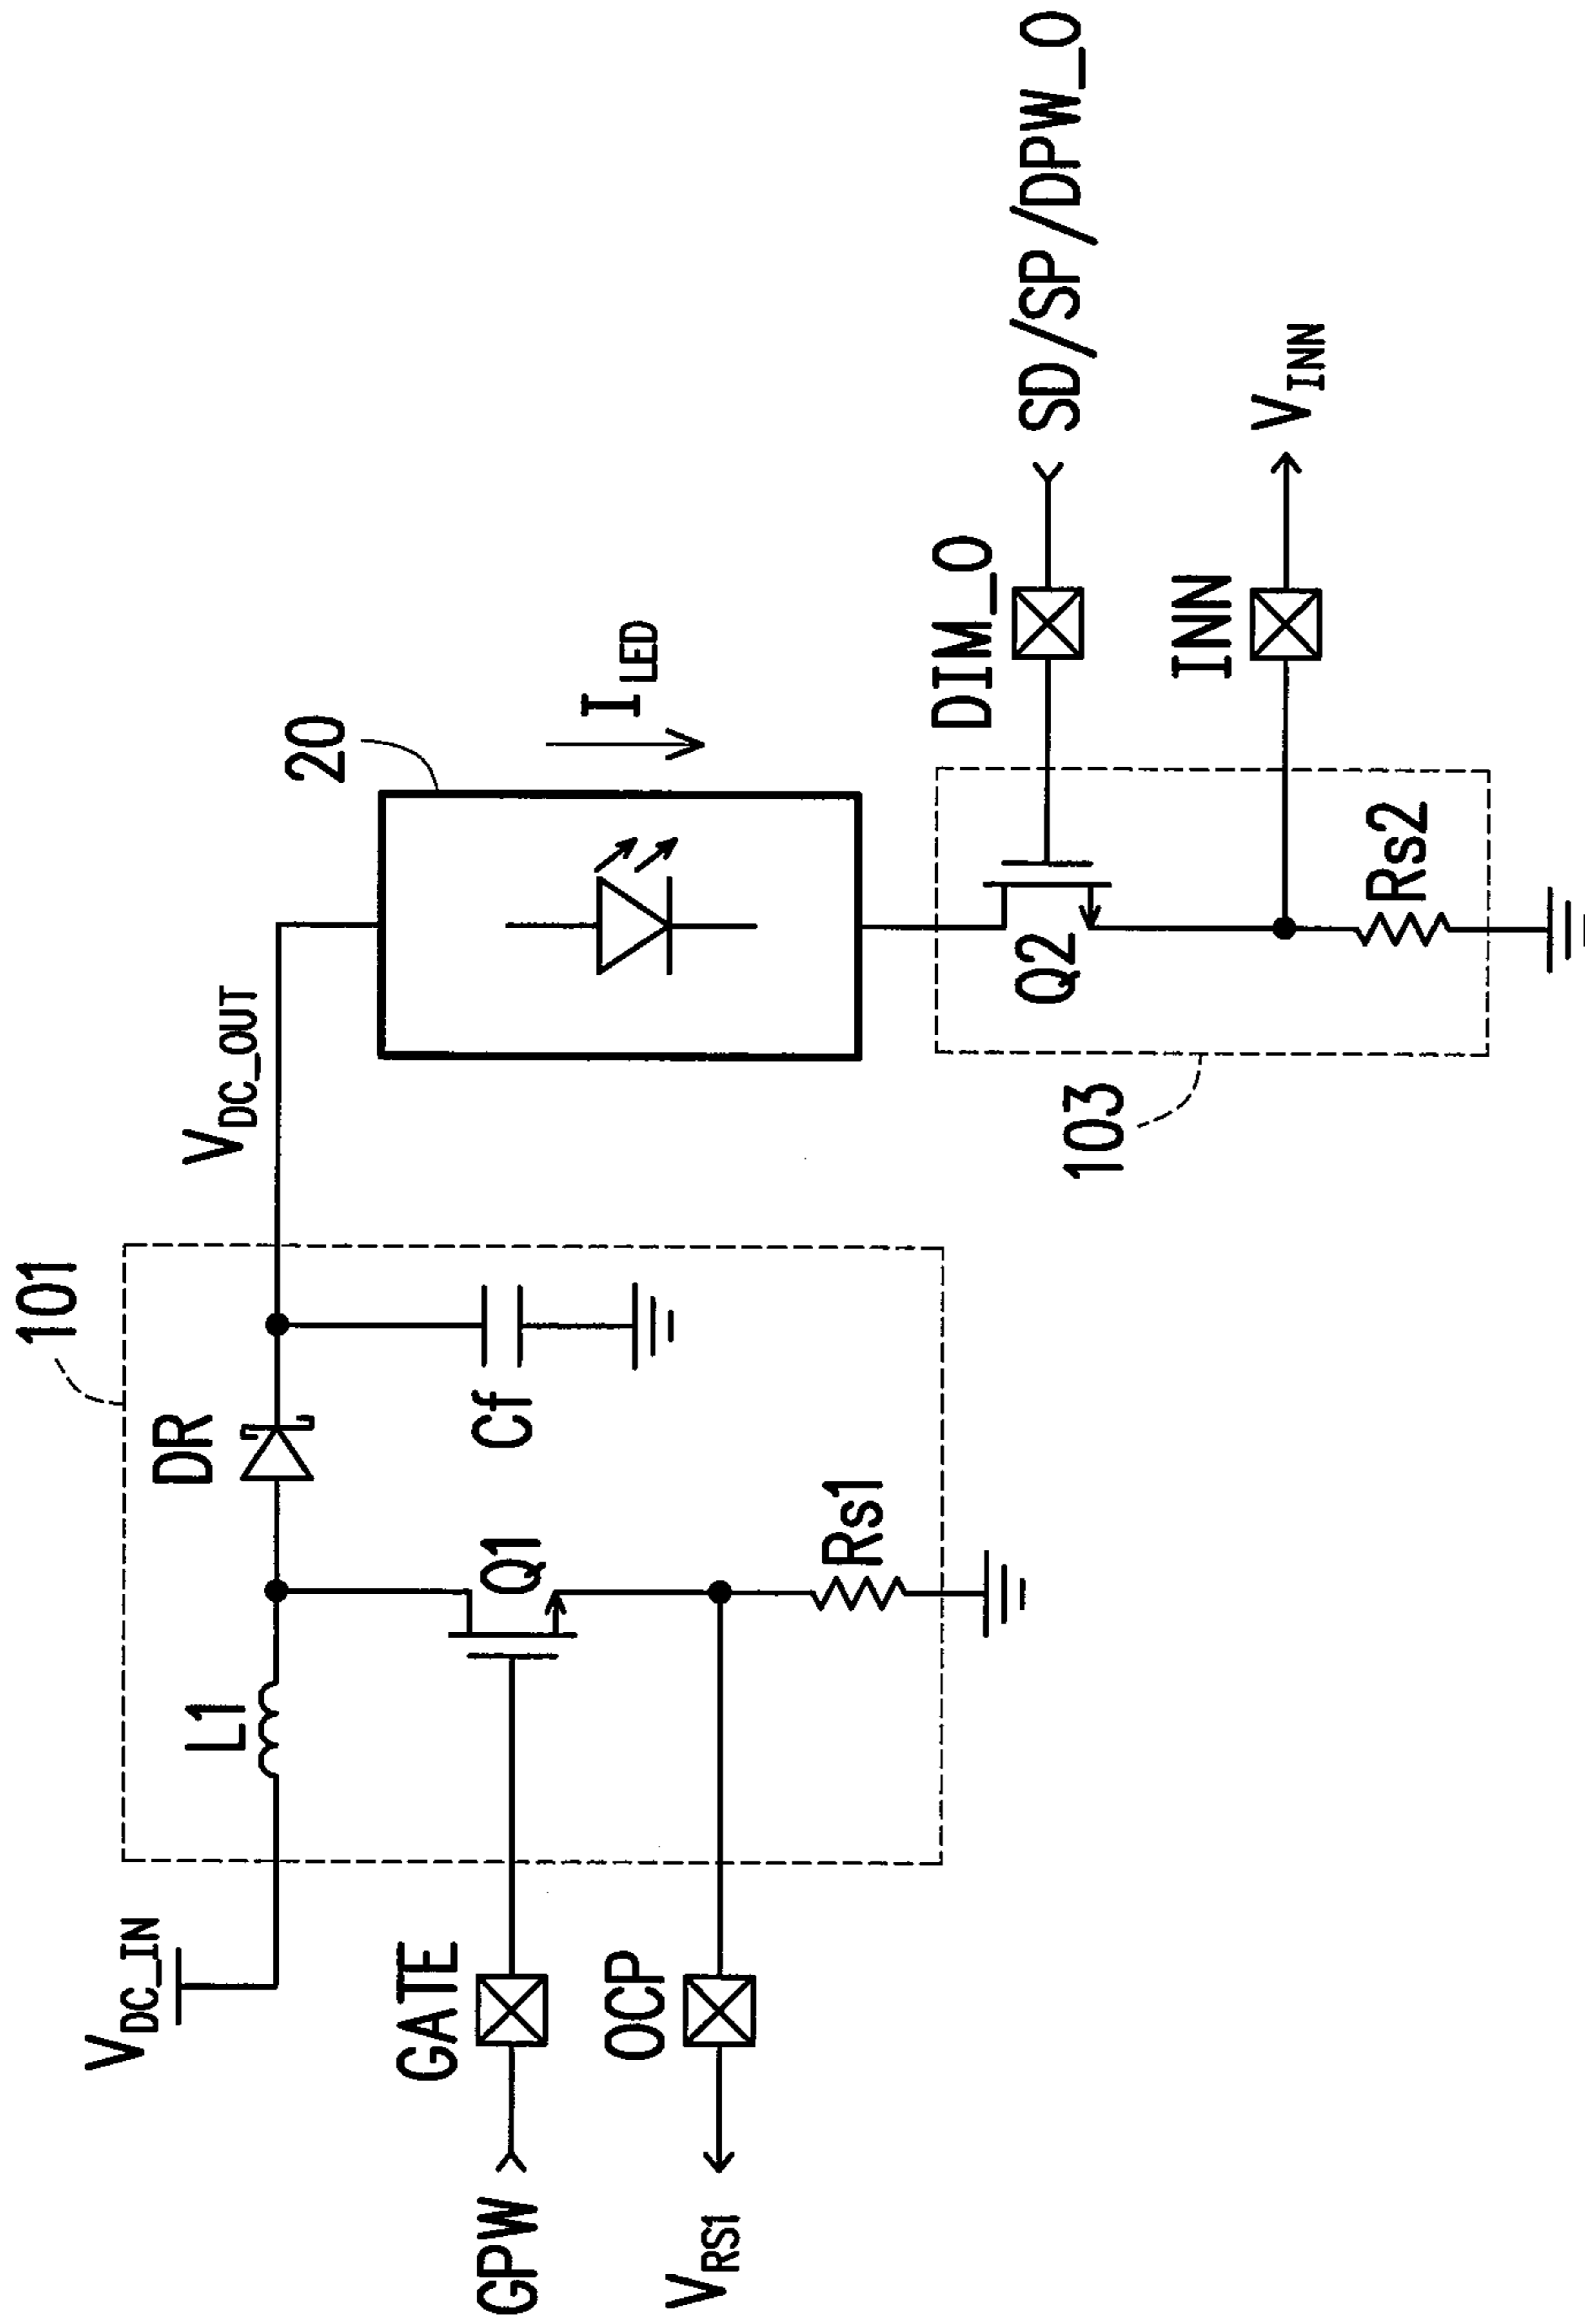 101
V_DC_IN
L1
DR
V_DC_OUT
20
Cf
I_LED
GPW
GATE
Q1
V_RS1
OCP
Rs1
103
Q2
DIM_O
SD/SP/DPW_O
INN
V_INN
Rs2